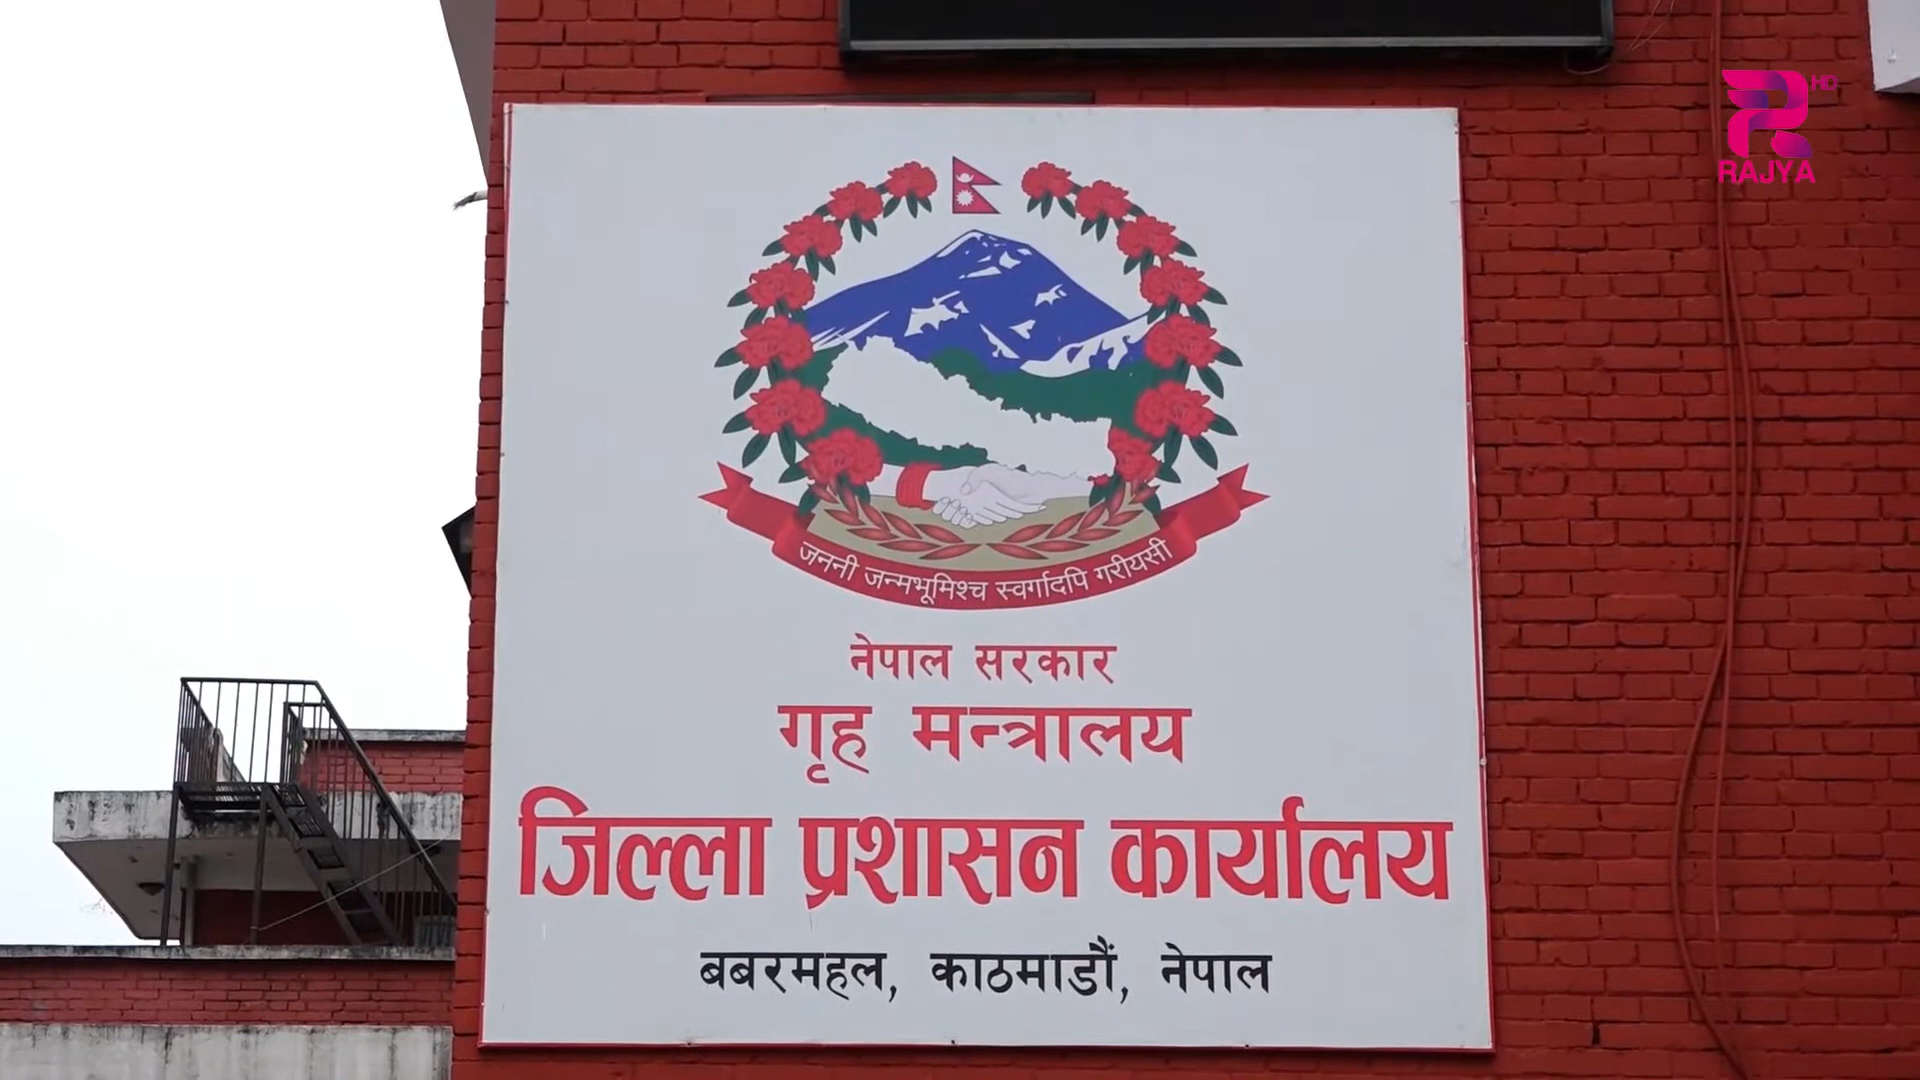 HD
RAJYA
जननी जन्मभूमिश्च स्वर्गादपि गरीयसी
नेपाल सरकार
गृह मन्त्रालय
जिल्ला प्रशासन कार्यालय
बबरमहल, काठमाडौं, नेपाल